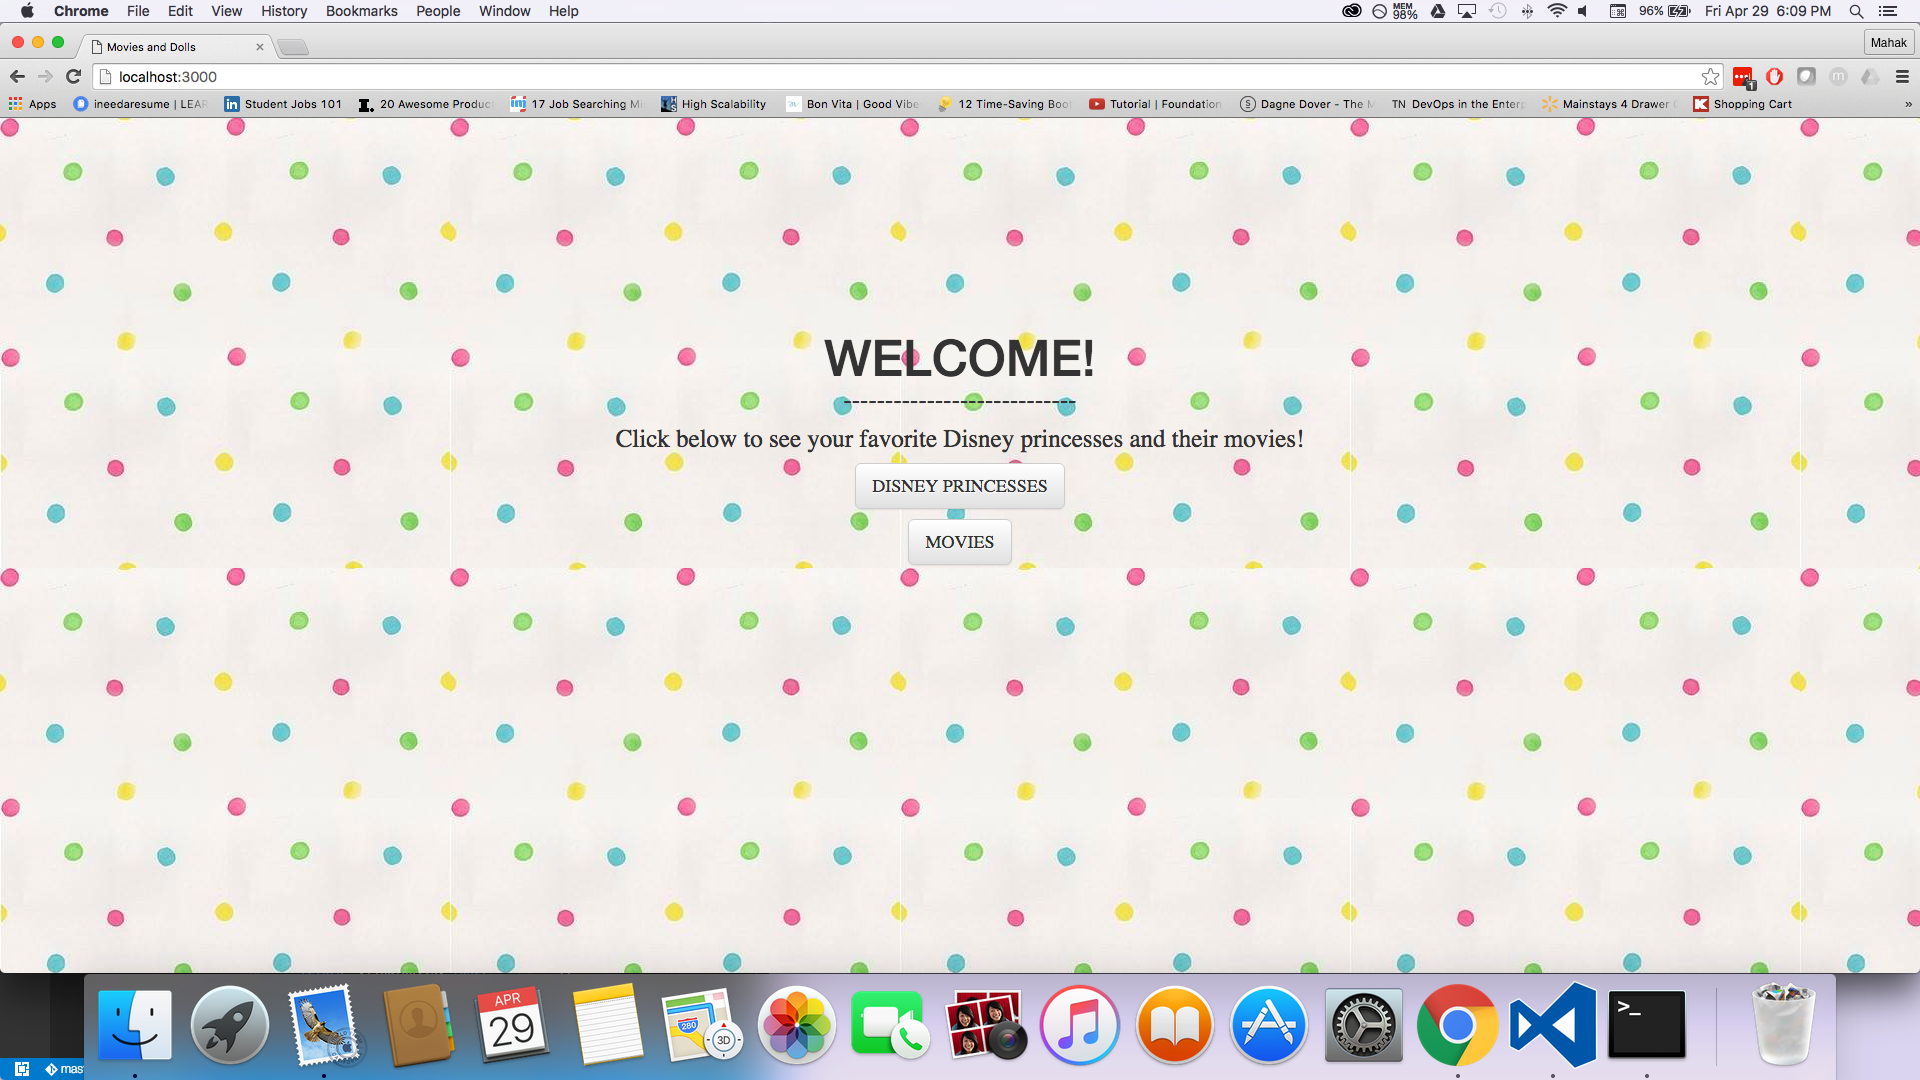 Chrome File Edit View History Bookmarks People Window Help MEM 98% 96% Fri Apr 29 6:09 PM
Movies and Dolls
Mahak
localhost:3000
Apps ineedaresume | LEAR Student Jobs 101 20 Awesome Produc 17 Job Searching Mi High Scalability Bon Vita | Good Vibe 12 Time-Saving Boo Tutorial | Foundation Dagne Dover - The M TN DevOps in the Enterp Mainstays 4 Drawer Shopping Cart »
WELCOME!
-------------------------
Click below to see your favorite Disney princesses and their movies!
DISNEY PRINCESSES
MOVIES
APR
29
280
3D
>_
mas